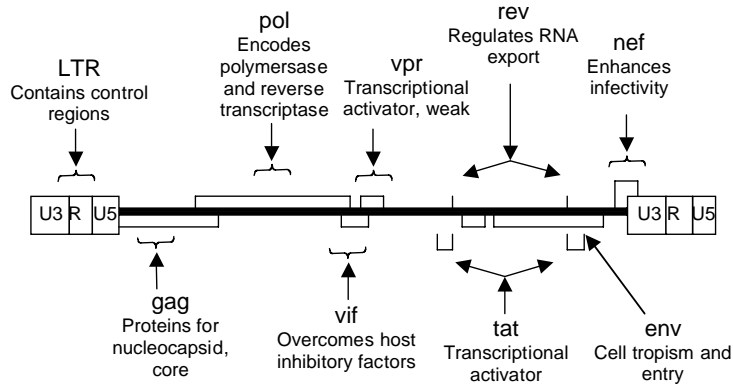 pol
Encodes
polymersase
and reverse
transcriptase
rev
Regulates RNA
export
vpr
Transcriptional
activator, weak
nef
Enhances
infectivity
LTR
Contains control
regions
U3 R U5
U3 R U5
gag
Proteins for
nucleocapsid,
core
vif
Overcomes host
inhibitory factors
tat
Transcriptional
activator
env
Cell tropism and
entry